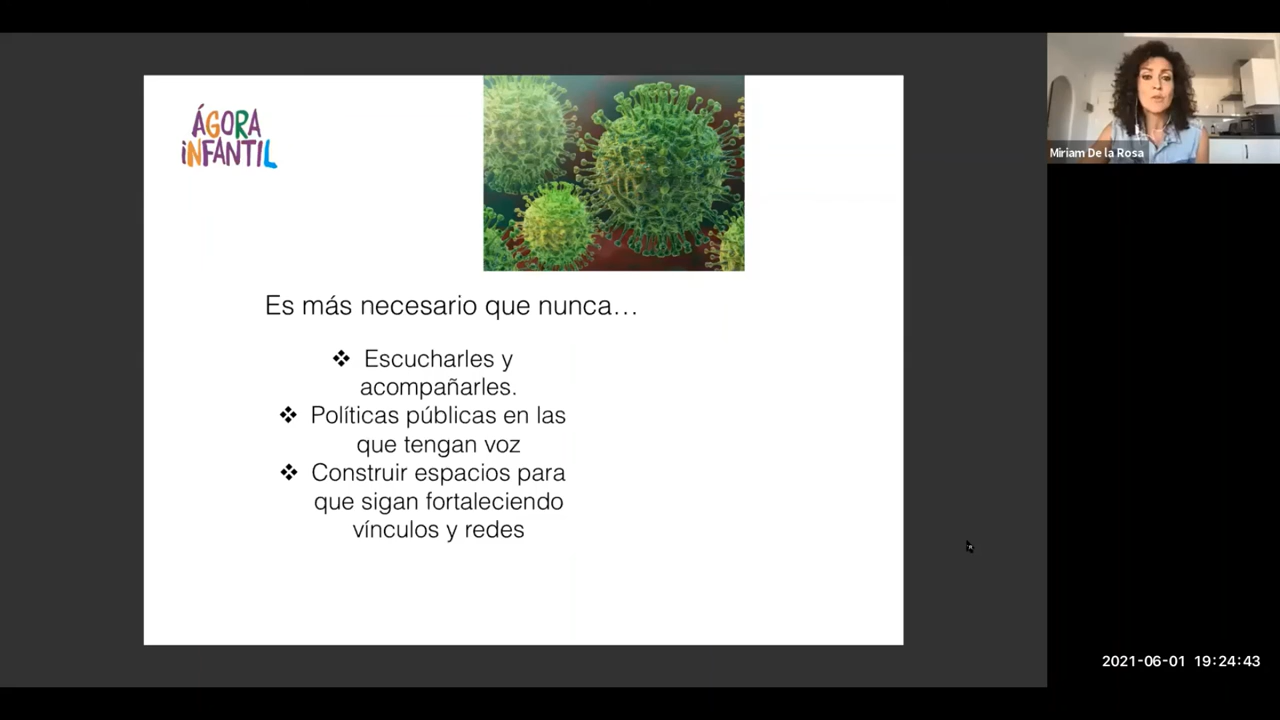 ÁGORA
INFANTIL
Miriam De la Rosa
Es más necesario que nunca…
❖ Escucharles y
acompañarles.
❖ Políticas públicas en las
que tengan voz
❖ Construir espacios para
que sigan fortaleciendo
vínculos y redes
2021-06-01 19:24:43